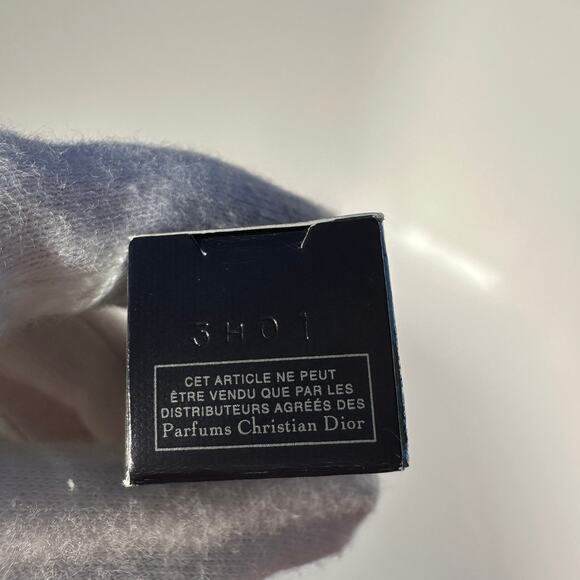 3H01
CET ARTICLE NE PEUT
ÊTRE VENDU QUE PAR LES
DISTRIBUTEURS AGRÉÉS DES
Parfums Christian Dior